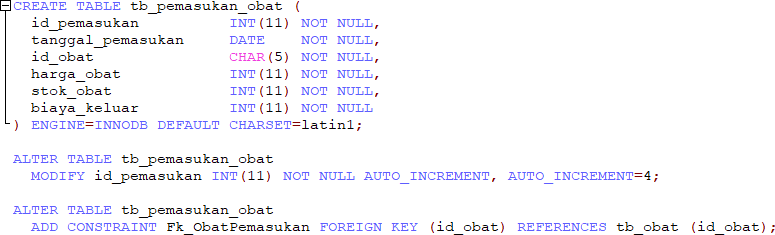 CREATE TABLE tb_pemasukan_obat (
  id_pemasukan          INT(11) NOT NULL,
  tanggal_pemasukan     DATE    NOT NULL,
  id_obat               CHAR(5) NOT NULL,
  harga_obat            INT(11) NOT NULL,
  stok_obat             INT(11) NOT NULL,
  biaya_keluar          INT(11) NOT NULL
) ENGINE=INNODB DEFAULT CHARSET=latin1;

ALTER TABLE tb_pemasukan_obat
  MODIFY id_pemasukan INT(11) NOT NULL AUTO_INCREMENT, AUTO_INCREMENT=4;

ALTER TABLE tb_pemasukan_obat
  ADD CONSTRAINT Fk_ObatPemasukan FOREIGN KEY (id_obat) REFERENCES tb_obat (id_obat);